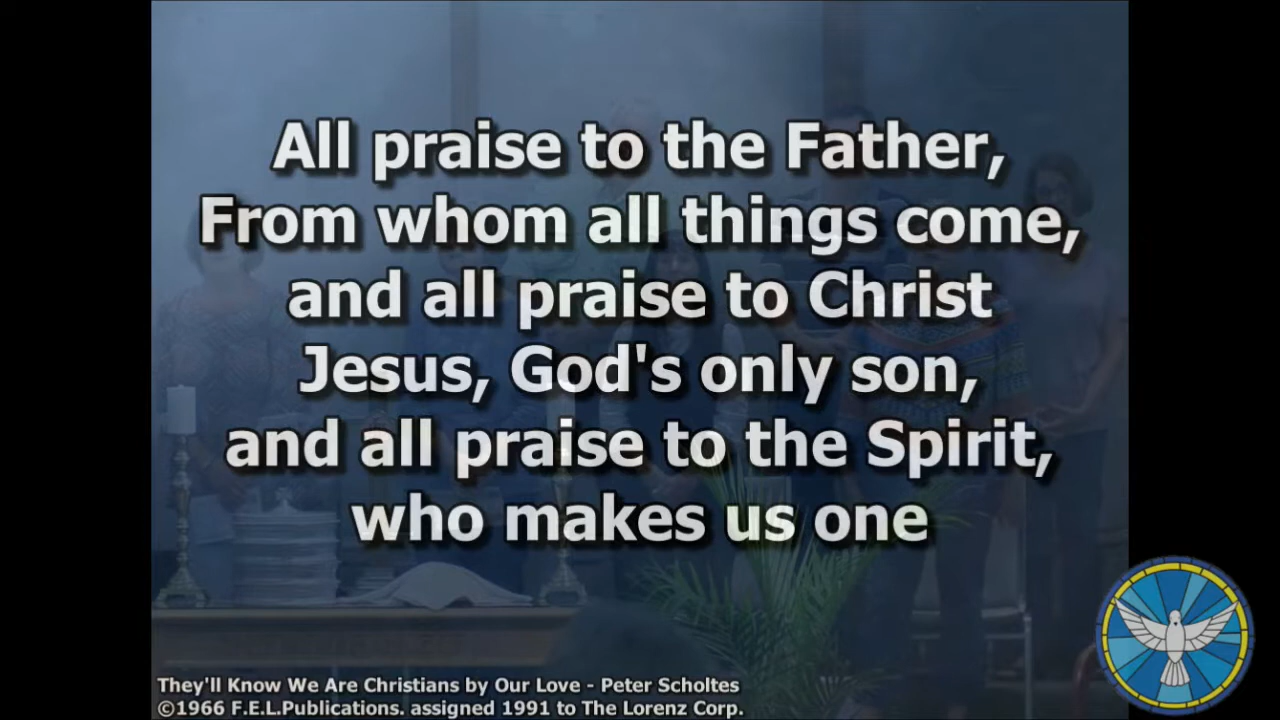 All praise to the Father,
From whom all things come,
and all praise to Christ
Jesus, God's only son,
and all praise to the Spirit,
who makes us one
They'll Know We Are Christians by Our Love - Peter Scholtes
©1966 F.E.L.Publications. assigned 1991 to The Lorenz Corp.